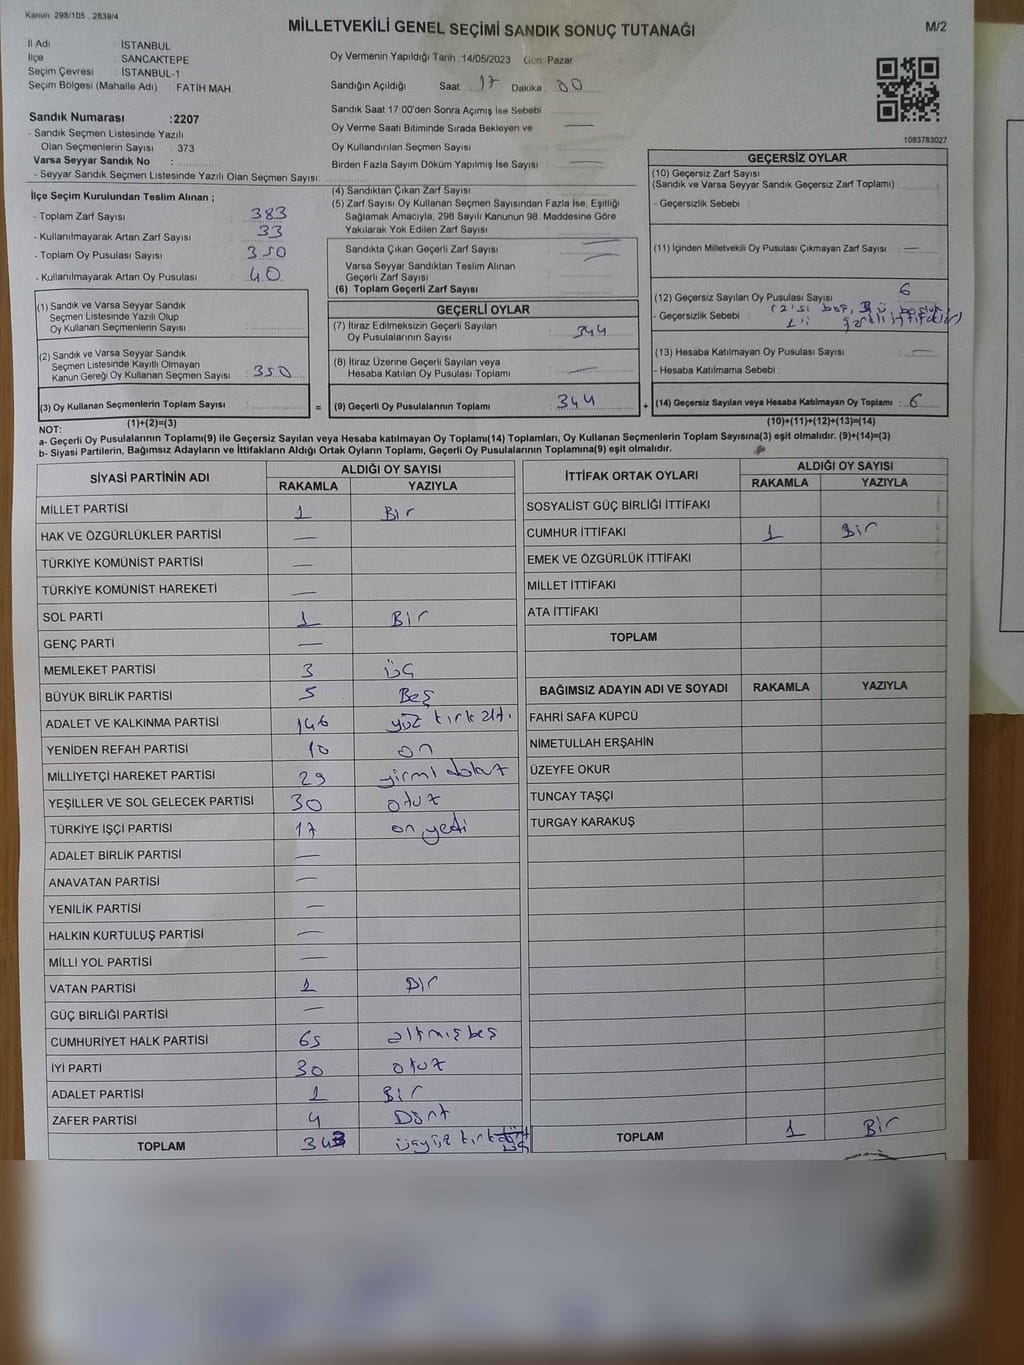 Kanun: 298/105 . 2839/4
MİLLETVEKİLİ GENEL SEÇİMİ SANDIK SONUÇ TUTANAĞI
M/2
İl Adı : İSTANBUL
İlçe : SANCAKTEPE
Seçim Çevresi : İSTANBUL-1
Seçim Bölgesi (Mahalle Adı) : FATİH MAH.
Sandık Numarası :2207
- Sandık Seçmen Listesinde Yazılı
Olan Seçmenlerin Sayısı : 373
Varsa Seyyar Sandık No :
- Seyyar Sandık Seçmen Listesinde Yazılı Olan Seçmen Sayısı:
Oy Vermenin Yapıldığı Tarih :14/05/2023 Gün: Pazar
Sandığın Açıldığı Saat: 17 Dakika: 00
Sandık Saat 17:00'den Sonra Açılmış İse Sebebi :
Oy Verme Saati Bitiminde Sırada Bekleyen ve —
Oy Kullandırılan Seçmen Sayısı :
Birden Fazla Sayım Döküm Yapılmış İse Sayısı : —
1083783027
İlçe Seçim Kurulundan Teslim Alınan ;
- Toplam Zarf Sayısı : 383
- Kullanılmayarak Artan Zarf Sayısı : 33
- Toplam Oy Pusulası Sayısı : 350
- Kullanılmayarak Artan Oy Pusulası : 40
(1) Sandık ve Varsa Seyyar Sandık
Seçmen Listesinde Yazılı Olup
Oy Kullanan Seçmenlerin Sayısı :
(2) Sandık ve Varsa Seyyar Sandık
Seçmen Listesinde Kayıtlı Olmayan
Kanun Gereği Oy Kullanan Seçmen Sayısı : 350
(3) Oy Kullanan Seçmenlerin Toplam Sayısı :
(1)+(2)=(3)
(4) Sandıktan Çıkan Zarf Sayısı :
(5) Zarf Sayısı Oy Kullanan Seçmen Sayısından Fazla İse, Eşitliği
Sağlamak Amacıyla, 298 Sayılı Kanunun 98. Maddesine Göre
Yakılarak Yok Edilen Zarf Sayısı :
Sandıkta Çıkan Geçerli Zarf Sayısı : —
Varsa Seyyar Sandıktan Teslim Alınan —
Geçerli Zarf Sayısı :
(6) Toplam Geçerli Zarf Sayısı :
GEÇERLİ OYLAR
(7) İtiraz Edilmeksizin Geçerli Sayılan
Oy Pusulalarının Sayısı : 344
(8) İtiraz Üzerine Geçerli Sayılan veya
Hesaba Katılan Oy Pusulası Toplamı : —
= (9) Geçerli Oy Pusulalarının Toplamı : 344
GEÇERSİZ OYLAR
(10) Geçersiz Zarf Sayısı
(Sandık ve Varsa Seyyar Sandık Geçersiz Zarf Toplamı) :
- Geçersizlik Sebebi :
(11) İçinden Milletvekili Oy Pusulası Çıkmayan Zarf Sayısı : —
(12) Geçersiz Sayılan Oy Pusulası Sayısı : 6
- Geçersizlik Sebebi : (2'si boş,
(13) Hesaba Katılmayan Oy Pusulası Sayısı : —
- Hesaba Katılmama Sebebi :
+ (14) Geçersiz Sayılan veya Hesaba Katılmayan Oy Toplamı : 6
(10)+(11)+(12)+(13)=(14)
NOT:
a- Geçerli Oy Pusulalarının Toplamı(9) ile Geçersiz Sayılan veya Hesaba katılmayan Oy Toplamı(14) Toplamları, Oy Kullanan Seçmenlerin Toplam Sayısına(3) eşit olmalıdır. (9)+(14)=(3)
b- Siyasi Partilerin, Bağımsız Adayların ve İttifakların Aldığı Ortak Oyların Toplamı, Geçerli Oy Pusulalarının Toplamına(9) eşit olmalıdır.
SİYASİ PARTİNİN ADI ALDIĞI OY SAYISI
RAKAMLA YAZIYLA
MİLLET PARTİSİ 1 Bir
HAK VE ÖZGÜRLÜKLER PARTİSİ —
TÜRKİYE KOMÜNİST PARTİSİ —
TÜRKİYE KOMÜNİST HAREKETİ —
SOL PARTİ 1 Bir
GENÇ PARTİ —
MEMLEKET PARTİSİ 3 üç
BÜYÜK BİRLİK PARTİSİ 5 Beş
ADALET VE KALKINMA PARTİSİ 146 yüz kırk altı
YENİDEN REFAH PARTİSİ 10 on
MİLLİYETÇİ HAREKET PARTİSİ 29 yirmi dokuz
YEŞİLLER VE SOL GELECEK PARTİSİ 30 otuz
TÜRKİYE İŞÇİ PARTİSİ 17 on yedi
ADALET BİRLİK PARTİSİ —
ANAVATAN PARTİSİ —
YENİLİK PARTİSİ —
HALKIN KURTULUŞ PARTİSİ —
MİLLİ YOL PARTİSİ —
VATAN PARTİSİ 1 Bir
GÜÇ BİRLİĞİ PARTİSİ —
CUMHURİYET HALK PARTİSİ 65 altmış beş
İYİ PARTİ 30 otuz
ADALET PARTİSİ 1 Bir
ZAFER PARTİSİ 4 Dört
TOPLAM 343 üçyüz kırk üç
İTTİFAK ORTAK OYLARI ALDIĞI OY SAYISI
RAKAMLA YAZIYLA
SOSYALİST GÜÇ BİRLİĞİ İTTİFAKI
CUMHUR İTTİFAKI 1 Bir
EMEK VE ÖZGÜRLÜK İTTİFAKI
MİLLET İTTİFAKI
ATA İTTİFAKI
TOPLAM
BAĞIMSIZ ADAYIN ADI VE SOYADI RAKAMLA YAZIYLA
FAHRİ SAFA KÜPCÜ
NİMETULLAH ERŞAHİN
ÜZEYFE OKUR
TUNCAY TAŞÇI
TURGAY KARAKUŞ
TOPLAM 1 Bir